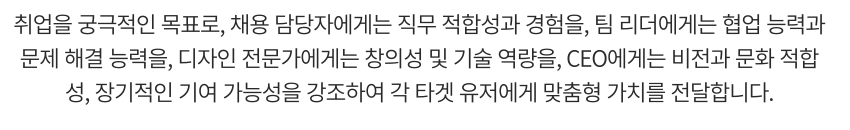 취업을 궁극적인 목표로, 채용 담당자에게는 직무 적합성과 경험을, 팀 리더에게는 협업 능력과
문제 해결 능력을, 디자인 전문가에게는 창의성 및 기술 역량을, CEO에게는 비전과 문화 적합
성, 장기적인 기여 가능성을 강조하여 각 타겟 유저에게 맞춤형 가치를 전달합니다.